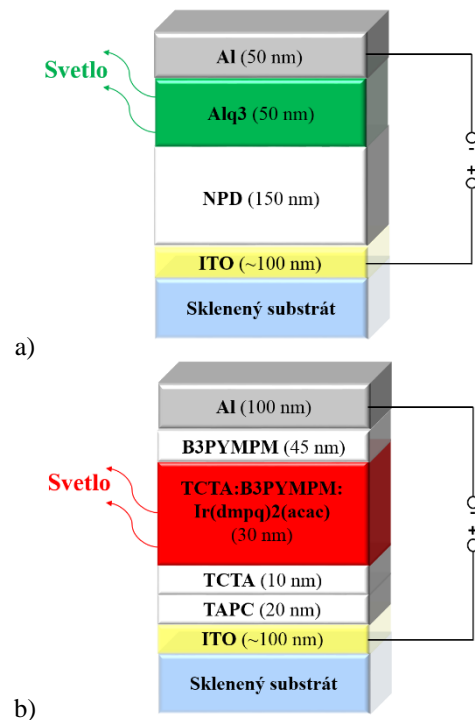 Al (50 nm)
Svetlo
Alq3 (50 nm)
NPD (150 nm)
+ -
ITO (~100 nm)
Sklenený substrát
a)
Al (100 nm)
B3PYMPM (45 nm)
Svetlo
TCTA:B3PYMPM:
Ir(dmpq)2(acac)
(30 nm)
+ -
TCTA (10 nm)
TAPC (20 nm)
ITO (~100 nm)
Sklenený substrát
b)